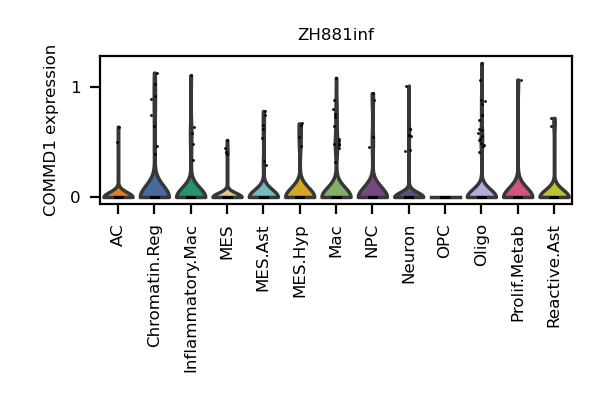 ZH881inf
COMMD1 expression
1
0
AC
Chromatin.Reg
Inflammatory.Mac
MES
MES.Ast
MES.Hyp
Mac
NPC
Neuron
OPC
Oligo
Prolif.Metab
Reactive.Ast